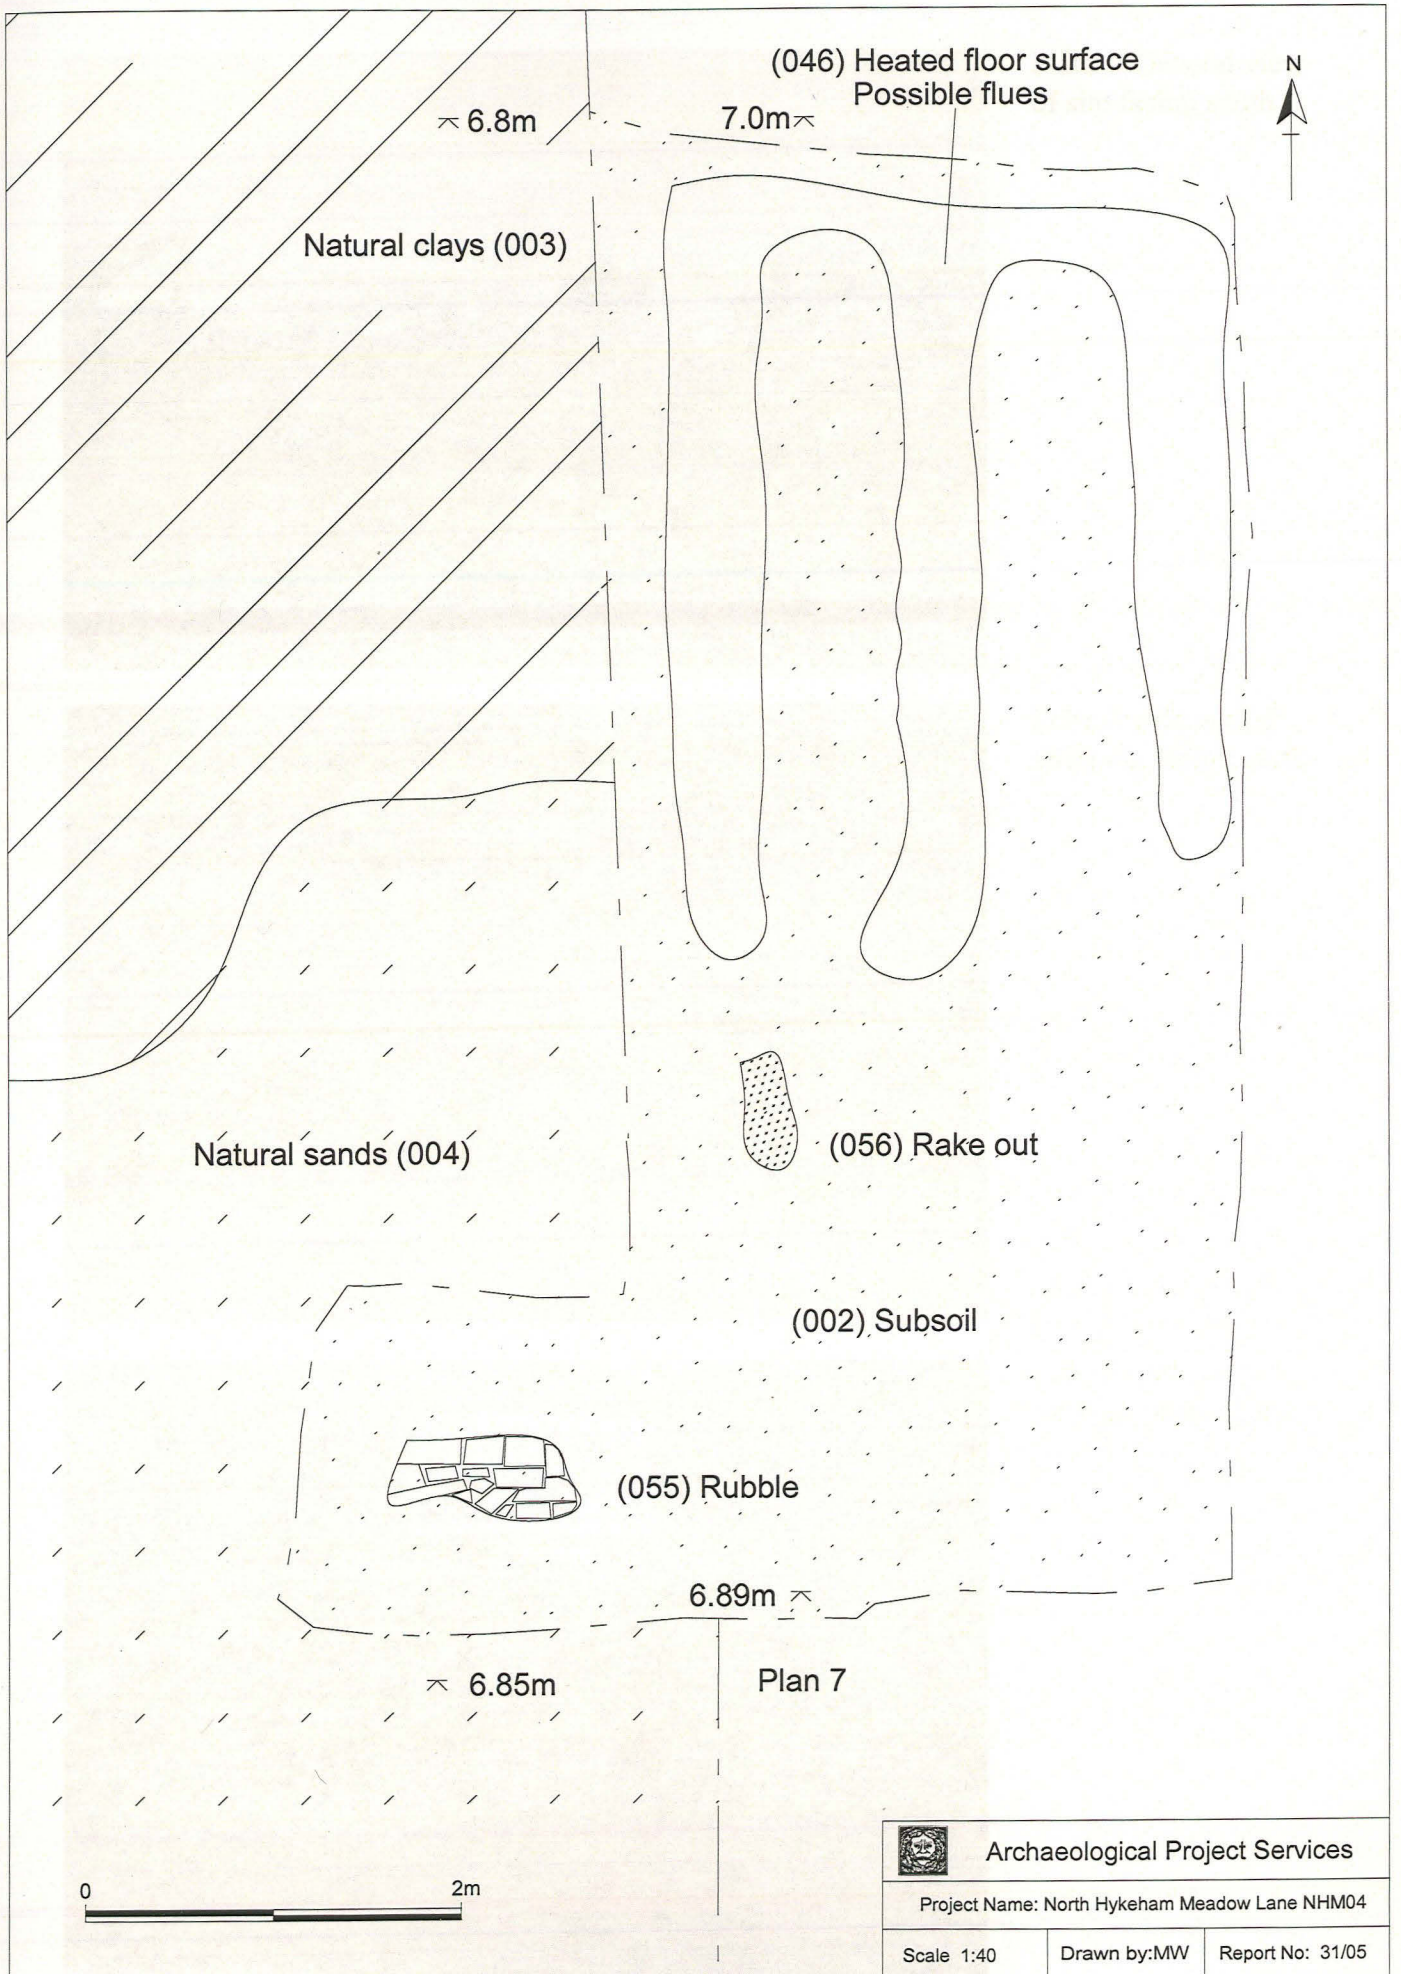 (046) Heated floor surface
Possible flues
N
6.8m
7.0m
Natural clays (003)
Natural sands (004)
(056) Rake out
(002) Subsoil
(055) Rubble
6.89m
6.85m
Plan 7
0
2m
Archaeological Project Services
Project Name: North Hykeham Meadow Lane NHM04
Scale 1:40
Drawn by:MW
Report No: 31/05